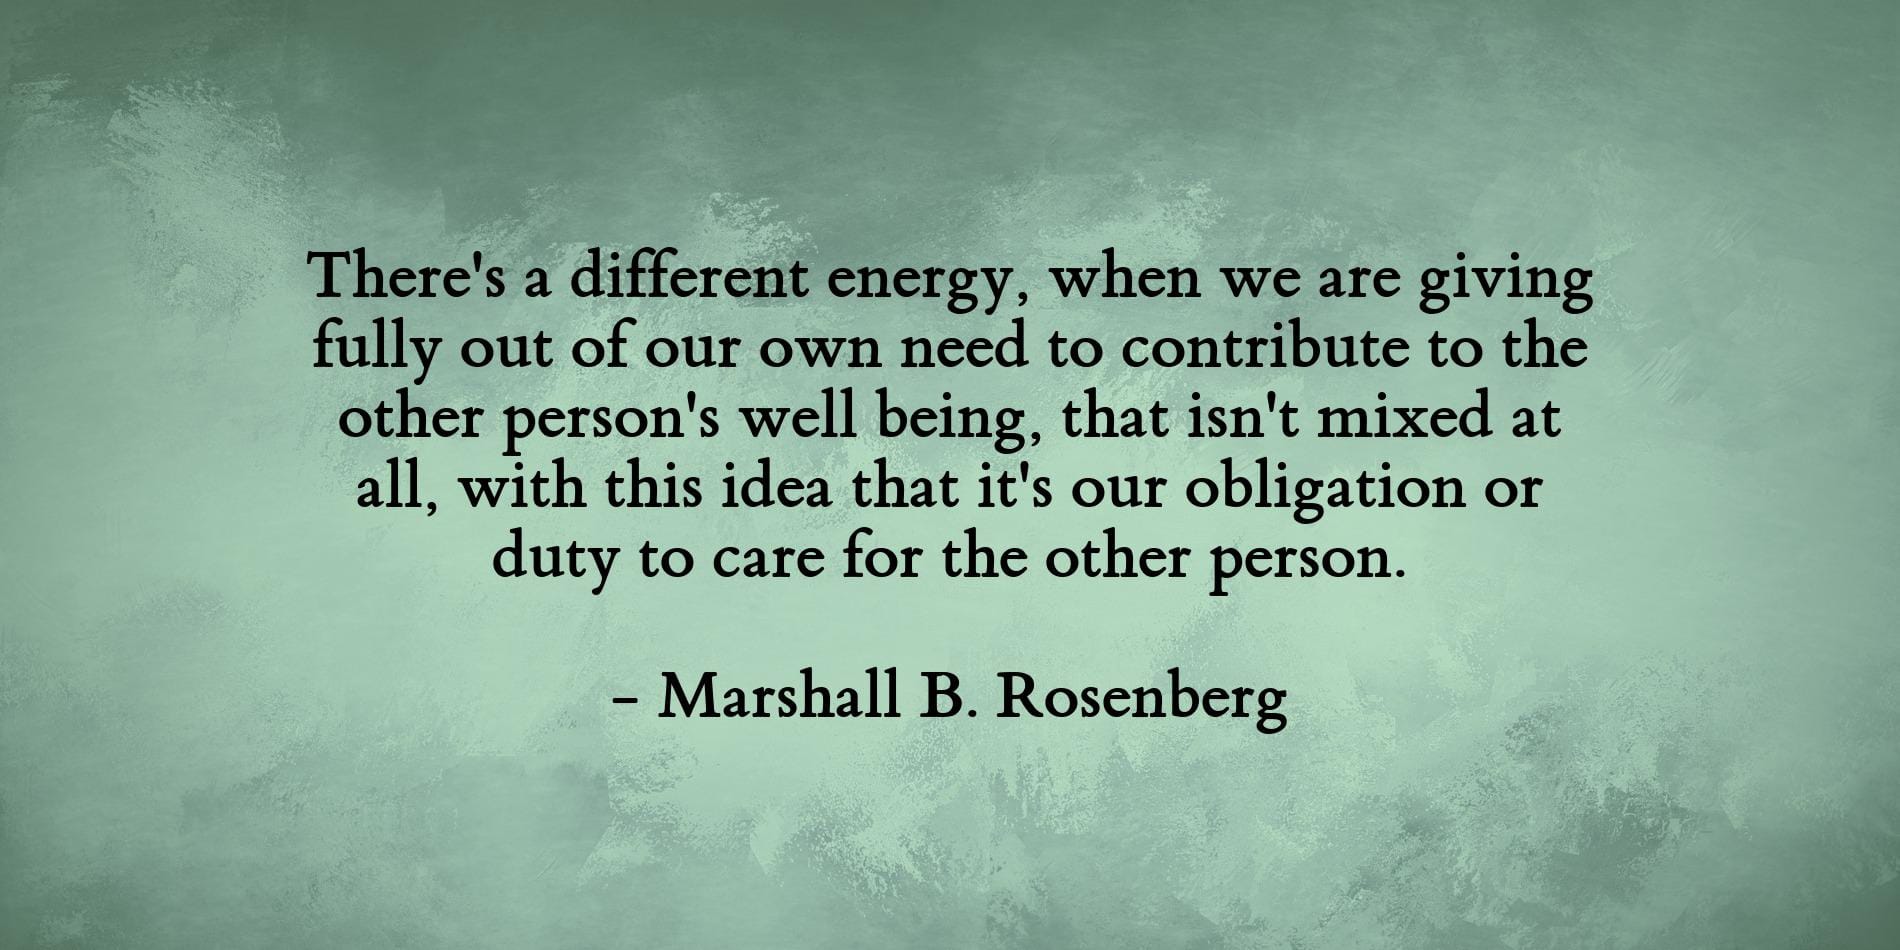 There's a different energy, when we are giving
fully out of our own need to contribute to the
other person's well being, that isn't mixed at
all, with this idea that it's our obligation or
duty to care for the other person.
– Marshall B. Rosenberg